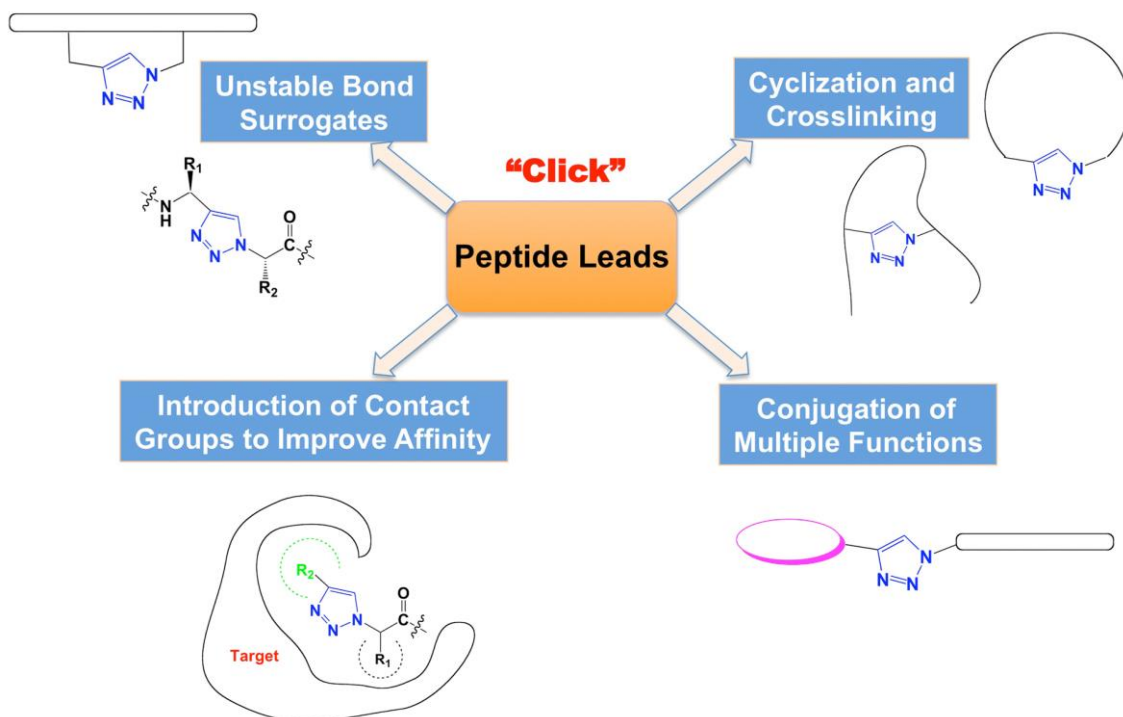 Unstable Bond
Surrogates
Cyclization and
Crosslinking
“Click”
Peptide Leads
Introduction of Contact
Groups to Improve Affinity
Conjugation of
Multiple Functions
N
N
N
R1
N
H
N
N
N
C
O
R2
N
N
N
N
N
N
R2
N
N
N
C
O
R1
Target
N
N
N